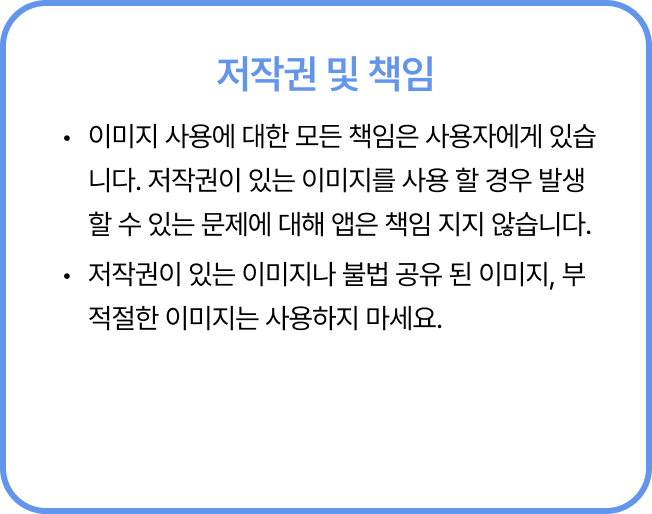 저작권 및 책임
• 이미지 사용에 대한 모든 책임은 사용자에게 있습
니다. 저작권이 있는 이미지를 사용 할 경우 발생
할 수 있는 문제에 대해 앱은 책임 지지 않습니다.
• 저작권이 있는 이미지나 불법 공유 된 이미지, 부
적절한 이미지는 사용하지 마세요.